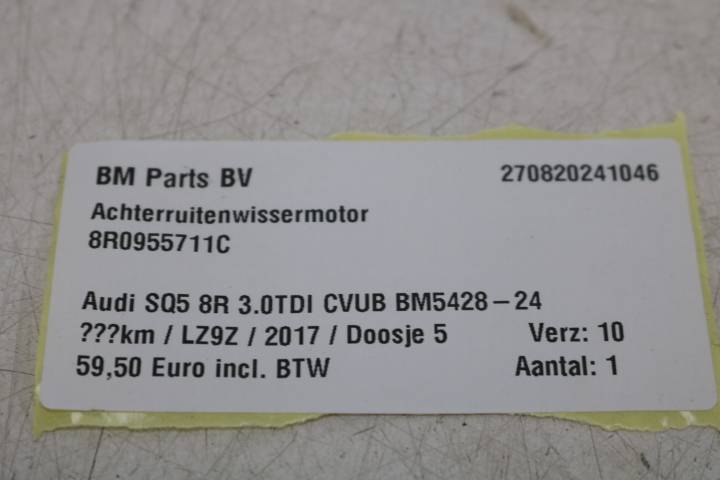 BM Parts BV 270820241046
Achterruitenwissermotor
8R0955711C
Audi SQ5 8R 3.0TDI CVUB BM5428-24
???km / LZ9Z / 2017 / Doosje 5 Verz: 10
59,50 Euro incl. BTW Aantal: 1